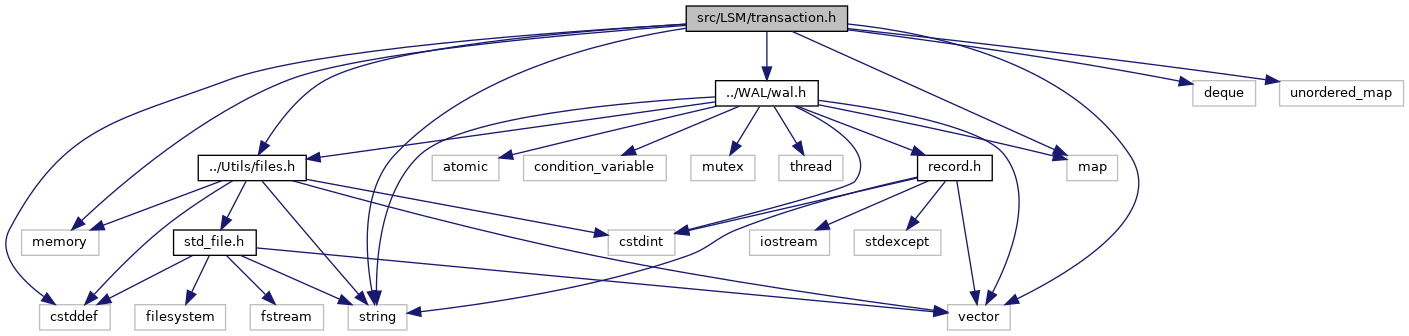 src/LSM/transaction.h
../WAL/wal.h
deque
unordered_map
../Utils/files.h
atomic
condition_variable
mutex
thread
record.h
map
memory
std_file.h
cstdint
iostream
stdexcept
cstddef
filesystem
fstream
string
vector